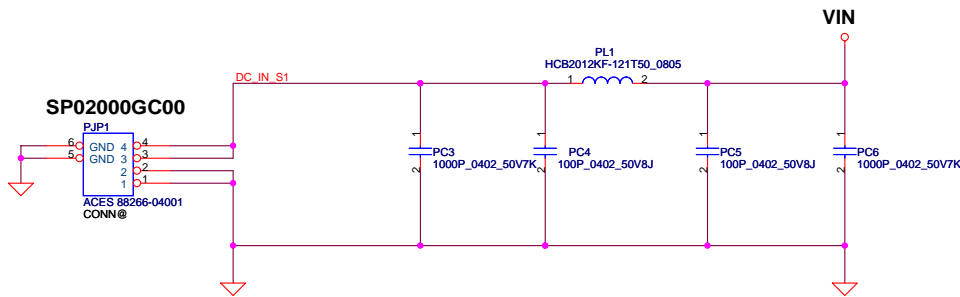 VIN
PL1
HCB2012KF-121T50_0805
DC_IN_S1
1 2
SP02000GC00
PJP1
6 GND 4 4
5 GND 3 3
2 2
1 1
ACES 88266-04001
CONN@
1
PC3
1000P_0402_50V7K
2
1
PC4
100P_0402_50V8J
2
1
PC5
100P_0402_50V8J
2
1
PC6
1000P_0402_50V7K
2